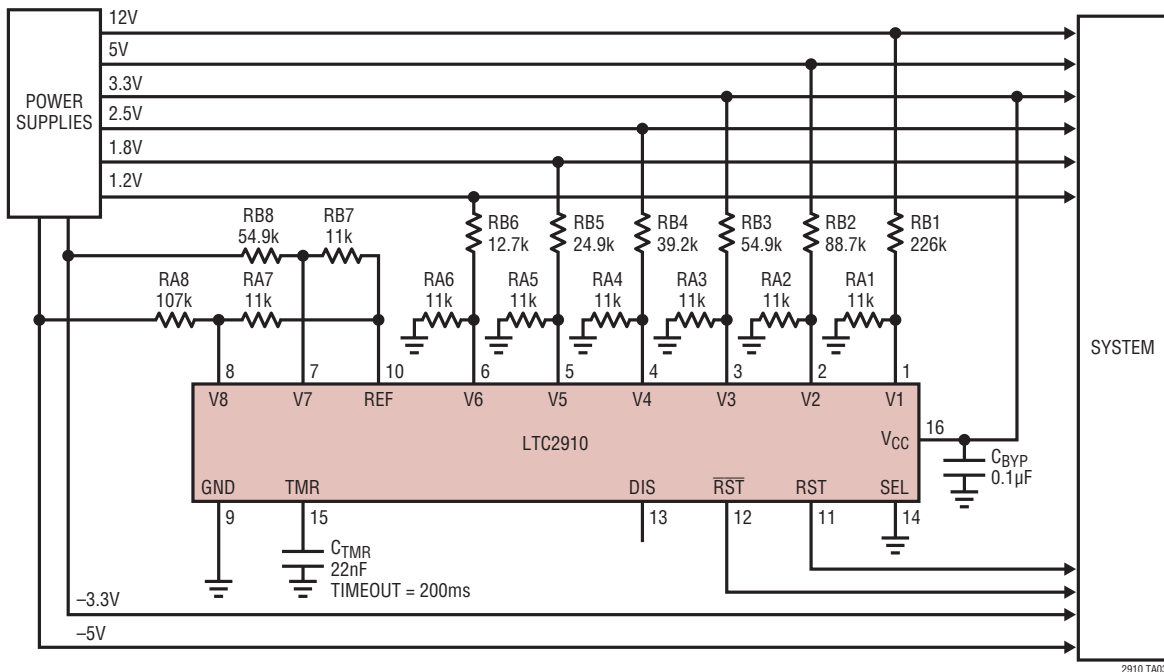 12V
5V
3.3V
2.5V
1.8V
1.2V
POWER
SUPPLIES
SYSTEM
RB8
54.9k
RB7
11k
RB6
12.7k
RB5
24.9k
RB4
39.2k
RB3
54.9k
RB2
88.7k
RB1
226k
RA8
107k
RA7
11k
RA6
11k
RA5
11k
RA4
11k
RA3
11k
RA2
11k
RA1
11k
8 7 10 6 5 4 3 2 1
V8 V7 REF V6 V5 V4 V3 V2 V1
LTC2910
VCC
16
CBYP
0.1µF
GND TMR DIS RST RST SEL
9 15 13 12 11 14
CTMR
22nF
TIMEOUT = 200ms
–3.3V
–5V
2910 TA03